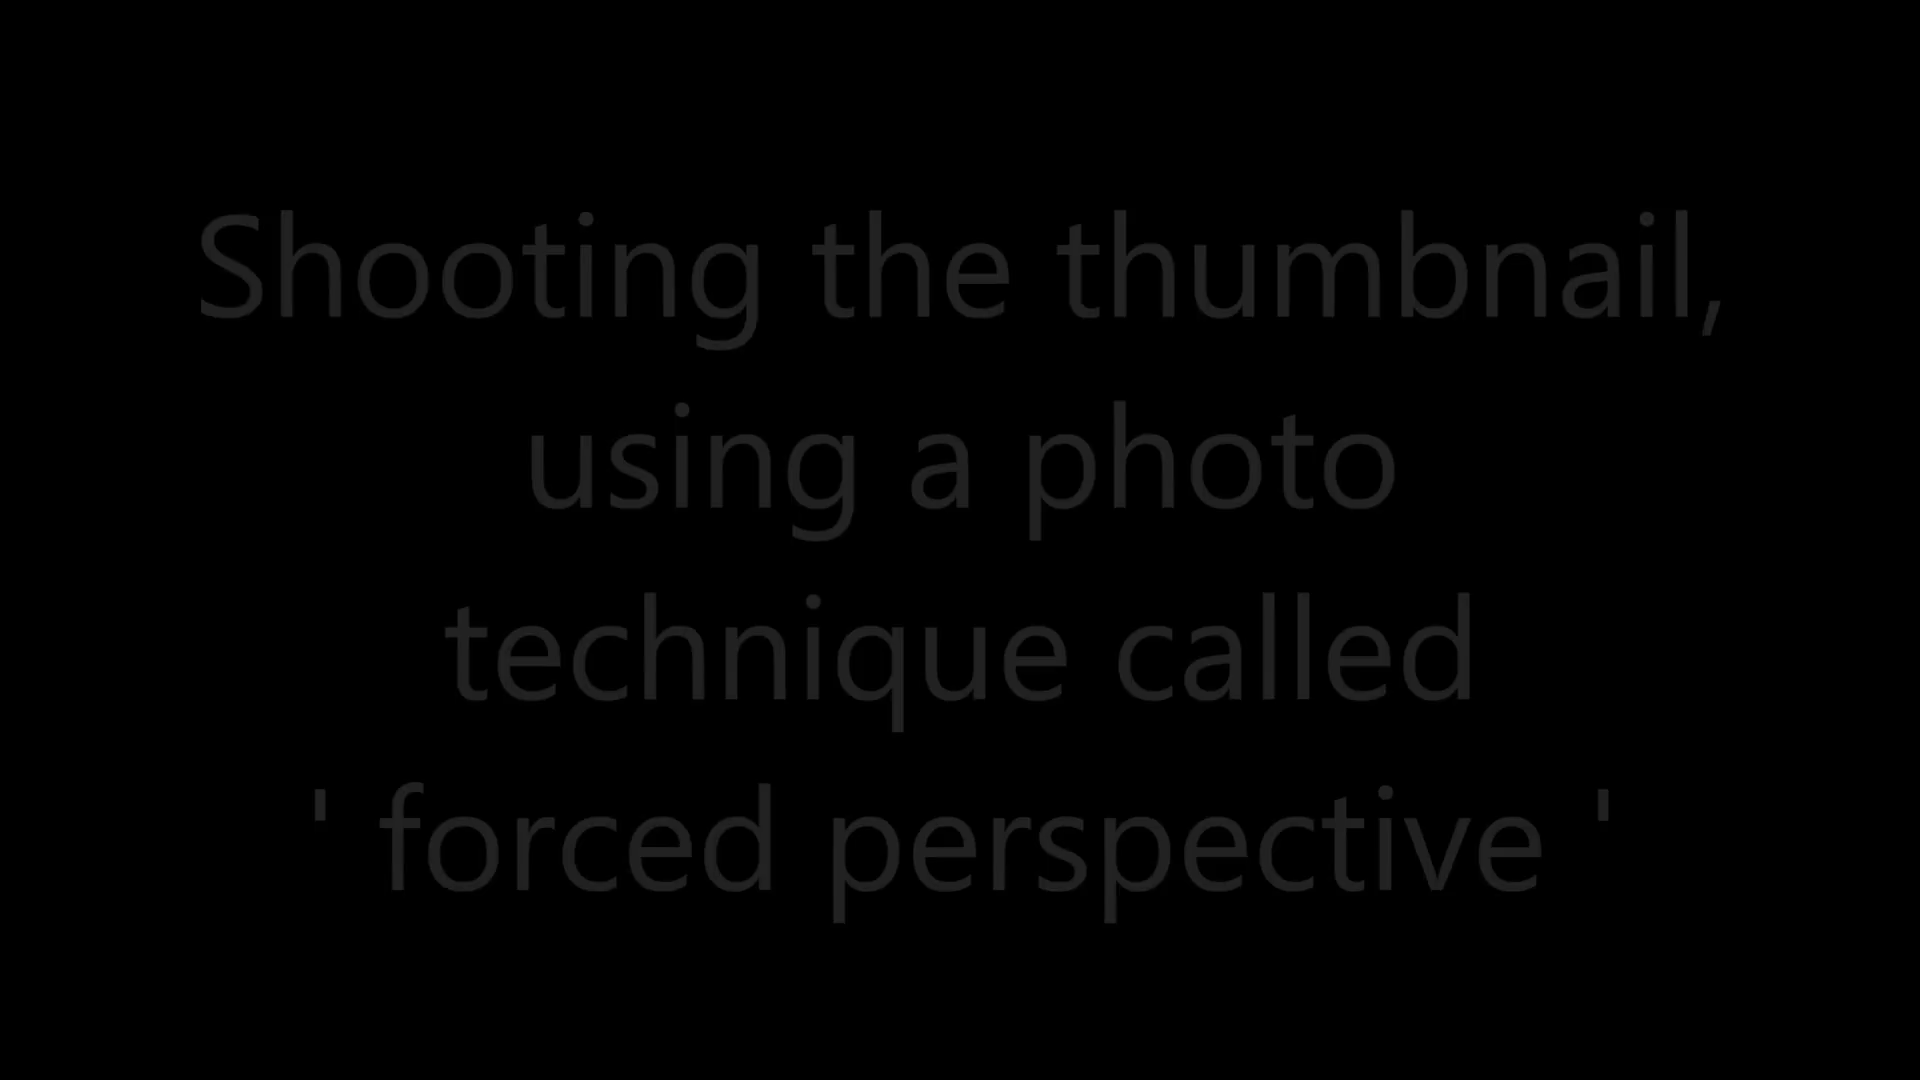 Shooting the thumbnail,
using a photo
technique called
' forced perspective '